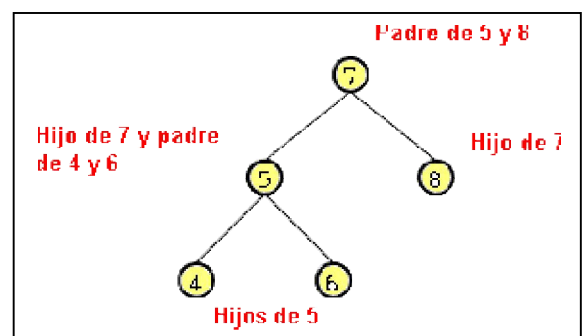 Padre de 5 y 8
7
Hijo de 7 y padre
de 4 y 6
Hijo de 7
5
8
4
6
Hijos de 5